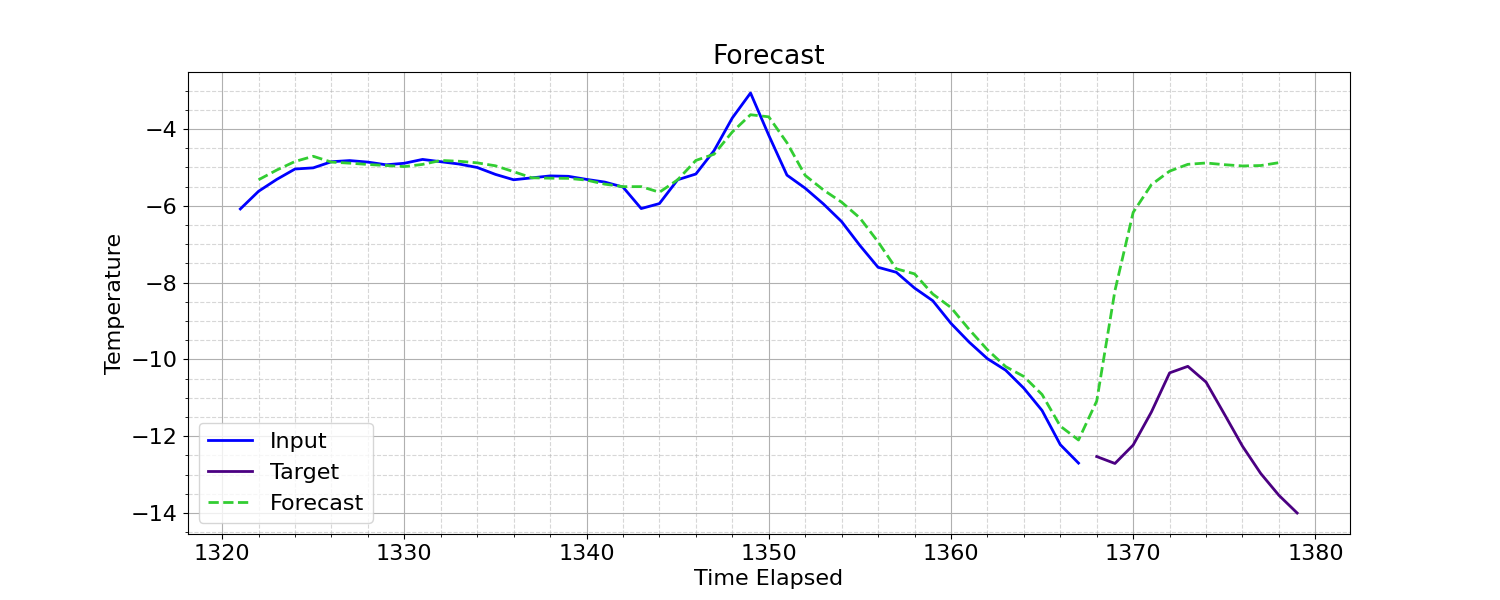 Forecast
Temperature
−4
−6
−8
−10
−12
−14
Input
Target
Forecast
1320 1330 1340 1350 1360 1370 1380
Time Elapsed